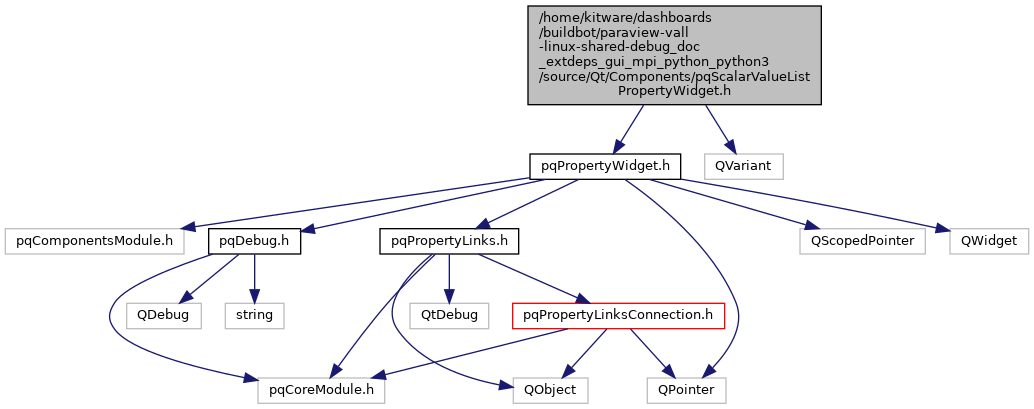 /home/kitware/dashboards
/buildbot/paraview-vall
-linux-shared-debug_doc
_extdeps_gui_mpi_python_python3
/source/Qt/Components/pqScalarValueList
PropertyWidget.h
pqPropertyWidget.h
QVariant
pqComponentsModule.h
pqDebug.h
pqPropertyLinks.h
QScopedPointer
QWidget
QDebug
string
QtDebug
pqPropertyLinksConnection.h
pqCoreModule.h
QObject
QPointer